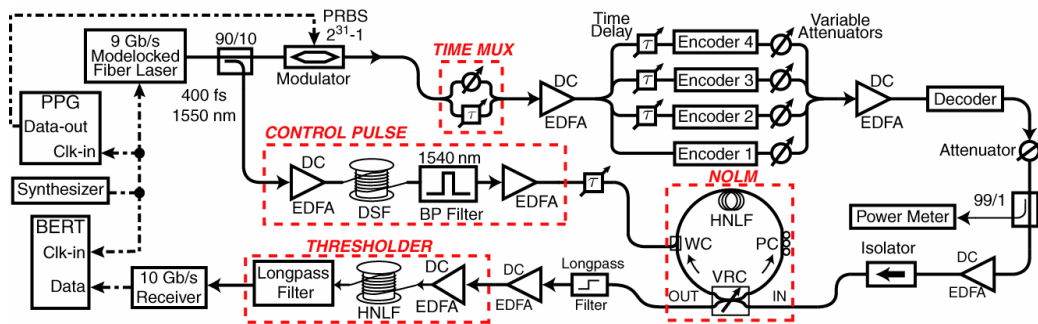 PRBS
2^31-1
9 Gb/s
Modelocked
Fiber Laser
90/10
Modulator
TIME MUX
τ
DC
EDFA
Time
Delay
Variable
Attenuators
τ
Encoder 4
τ
Encoder 3
τ
Encoder 2
Encoder 1
DC
EDFA
Decoder
Attenuator
400 fs
1550 nm
PPG
Data-out
Clk-in
Synthesizer
BERT
Clk-in
Data
CONTROL PULSE
DC
EDFA
DSF
1540 nm
BP Filter
EDFA
τ
NOLM
HNLF
WC
PC
VRC
OUT
IN
99/1
Power Meter
Isolator
DC
EDFA
THRESHOLDER
10 Gb/s
Receiver
Longpass
Filter
HNLF
DC
EDFA
DC
EDFA
Longpass
Filter